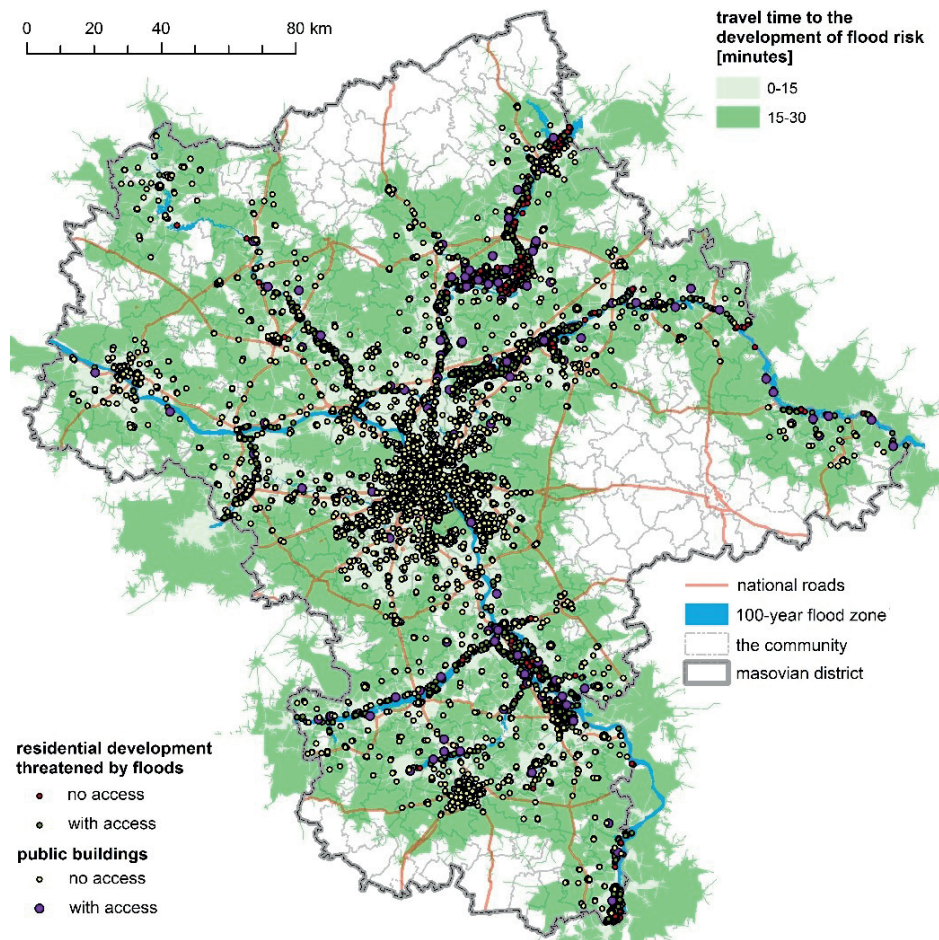 0 20 40 80 km
travel time to the
development of flood risk
[minutes]
0-15
15-30
national roads
100-year flood zone
the community
masovian district
residential development
threatened by floods
no access
with access
public buildings
no access
with access